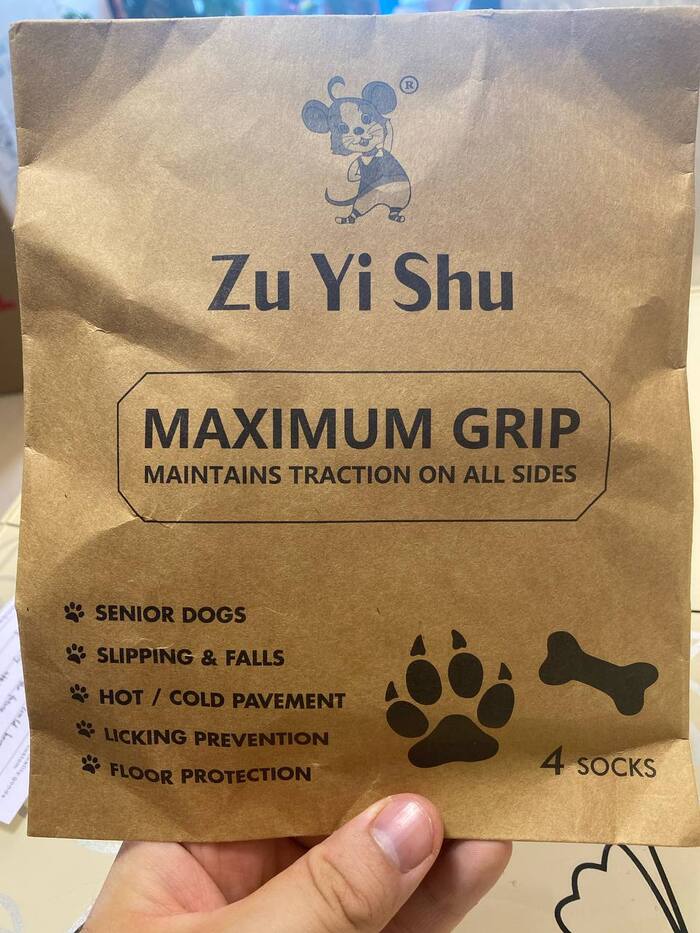 ®
Zu Yi Shu
MAXIMUM GRIP
MAINTAINS TRACTION ON ALL SIDES
SENIOR DOGS
SLIPPING & FALLS
HOT / COLD PAVEMENT
LICKING PREVENTION
FLOOR PROTECTION
4 SOCKS